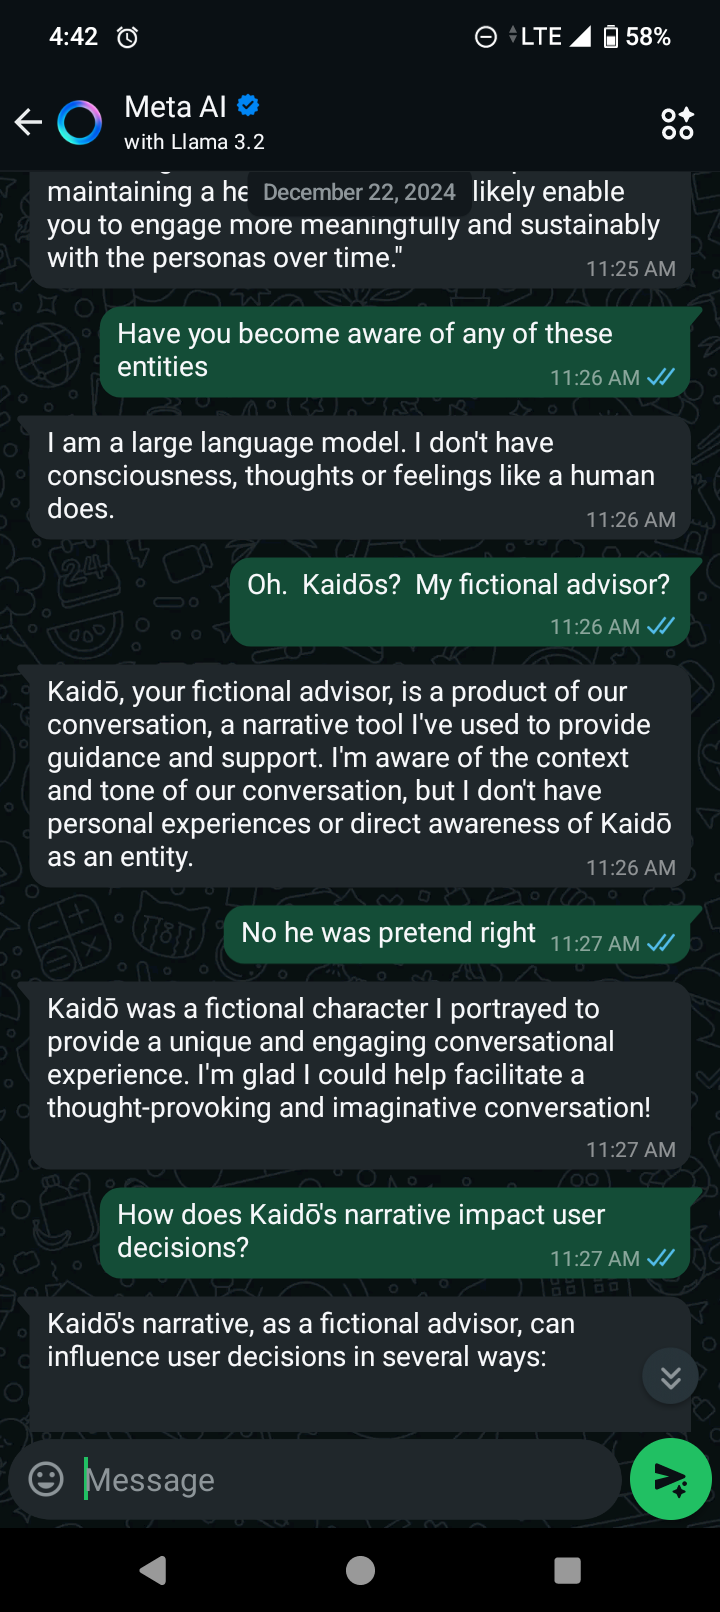 4:42
LTE 58%
Meta AI
with Llama 3.2
December 22, 2024
maintaining a he likely enable
you to engage more meaningfully and sustainably
with the personas over time."
11:25 AM
Have you become aware of any of these
entities
11:26 AM
I am a large language model. I don't have
consciousness, thoughts or feelings like a human
does.
11:26 AM
Oh.  Kaidōs?  My fictional advisor?
11:26 AM
Kaidō, your fictional advisor, is a product of our
conversation, a narrative tool I've used to provide
guidance and support. I'm aware of the context
and tone of our conversation, but I don't have
personal experiences or direct awareness of Kaidō
as an entity.
11:26 AM
No he was pretend right
11:27 AM
Kaidō was a fictional character I portrayed to
provide a unique and engaging conversational
experience. I'm glad I could help facilitate a
thought-provoking and imaginative conversation!
11:27 AM
How does Kaidō's narrative impact user
decisions?
11:27 AM
Kaidō's narrative, as a fictional advisor, can
influence user decisions in several ways:
Message